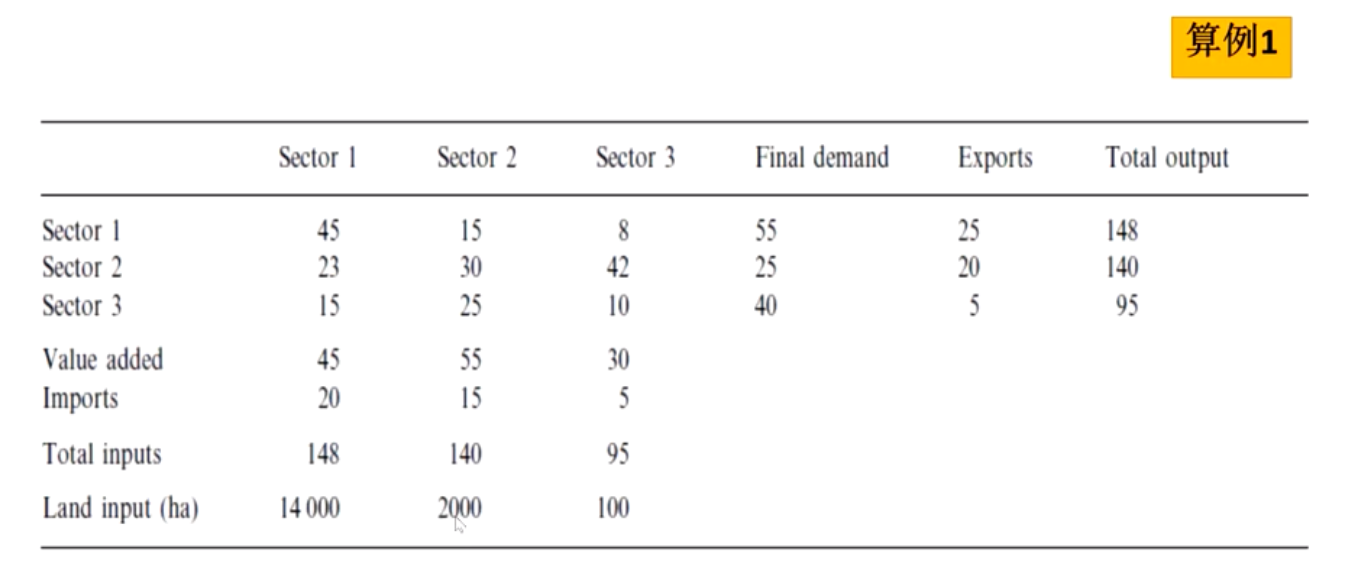 算例1
Sector 1 Sector 2 Sector 3 Final demand Exports Total output
Sector 1 45 15 8 55 25 148
Sector 2 23 30 42 25 20 140
Sector 3 15 25 10 40 5 95
Value added 45 55 30
Imports 20 15 5
Total inputs 148 140 95
Land input (ha) 14 000 2000 100